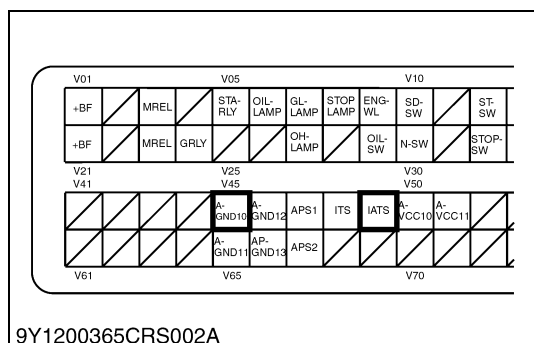 V01 V05 V10
+BF MREL STA-RLY OIL-LAMP GL-LAMP STOP LAMP ENG-WL SD-SW ST-SW
+BF MREL GRLY OH-LAMP OIL-SW N-SW STOP-SW
V21 V25 V30
V41 V45 V50
A-GND10 A-GND12 APS1 ITS IATS A-VCC10 A-VCC11
A-GND11 AP-GND13 APS2
V61 V65 V70
9Y1200365CRS002A